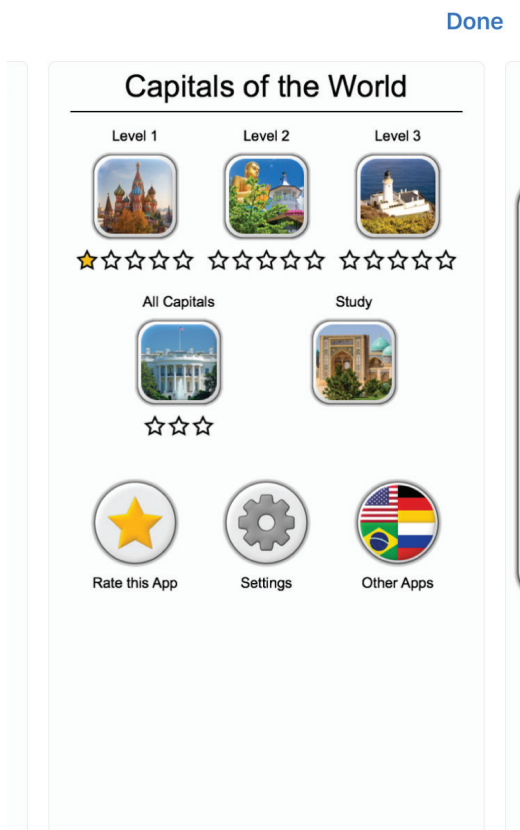 Done
Capitals of the World
Level 1 Level 2 Level 3
All Capitals Study
Rate this App Settings Other Apps